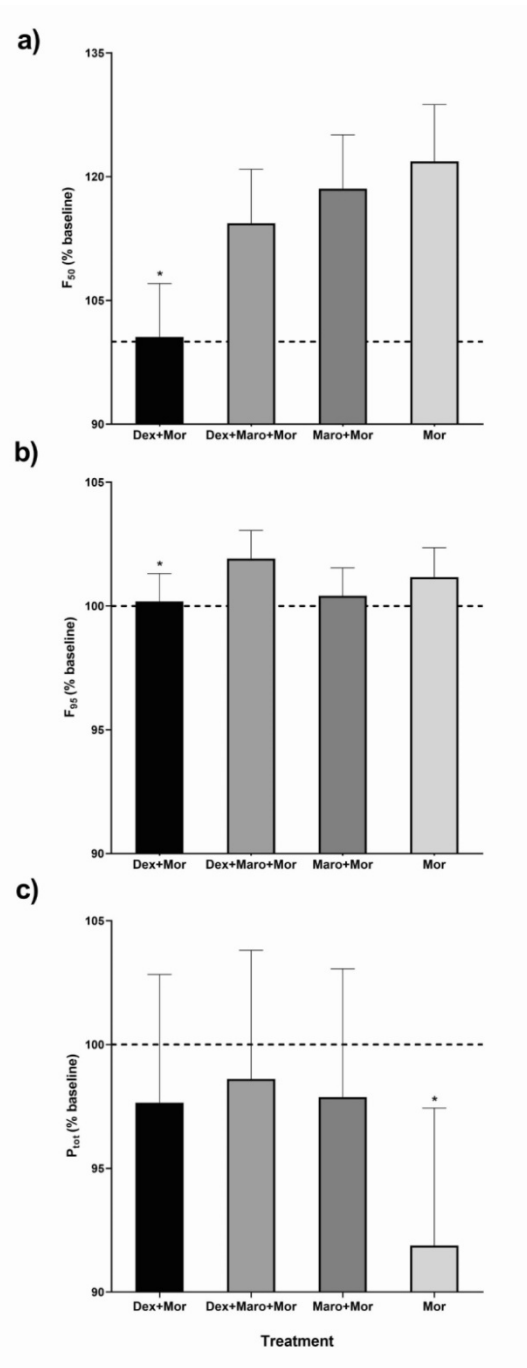 a)
135
120
105
90
F50 (% baseline)
*
Dex+Mor Dex+Maro+Mor Maro+Mor Mor
b)
105
100
95
90
F95 (% baseline)
*
Dex+Mor Dex+Maro+Mor Maro+Mor Mor
c)
105
100
95
90
Ptot (% baseline)
*
Dex+Mor Dex+Maro+Mor Maro+Mor Mor
Treatment